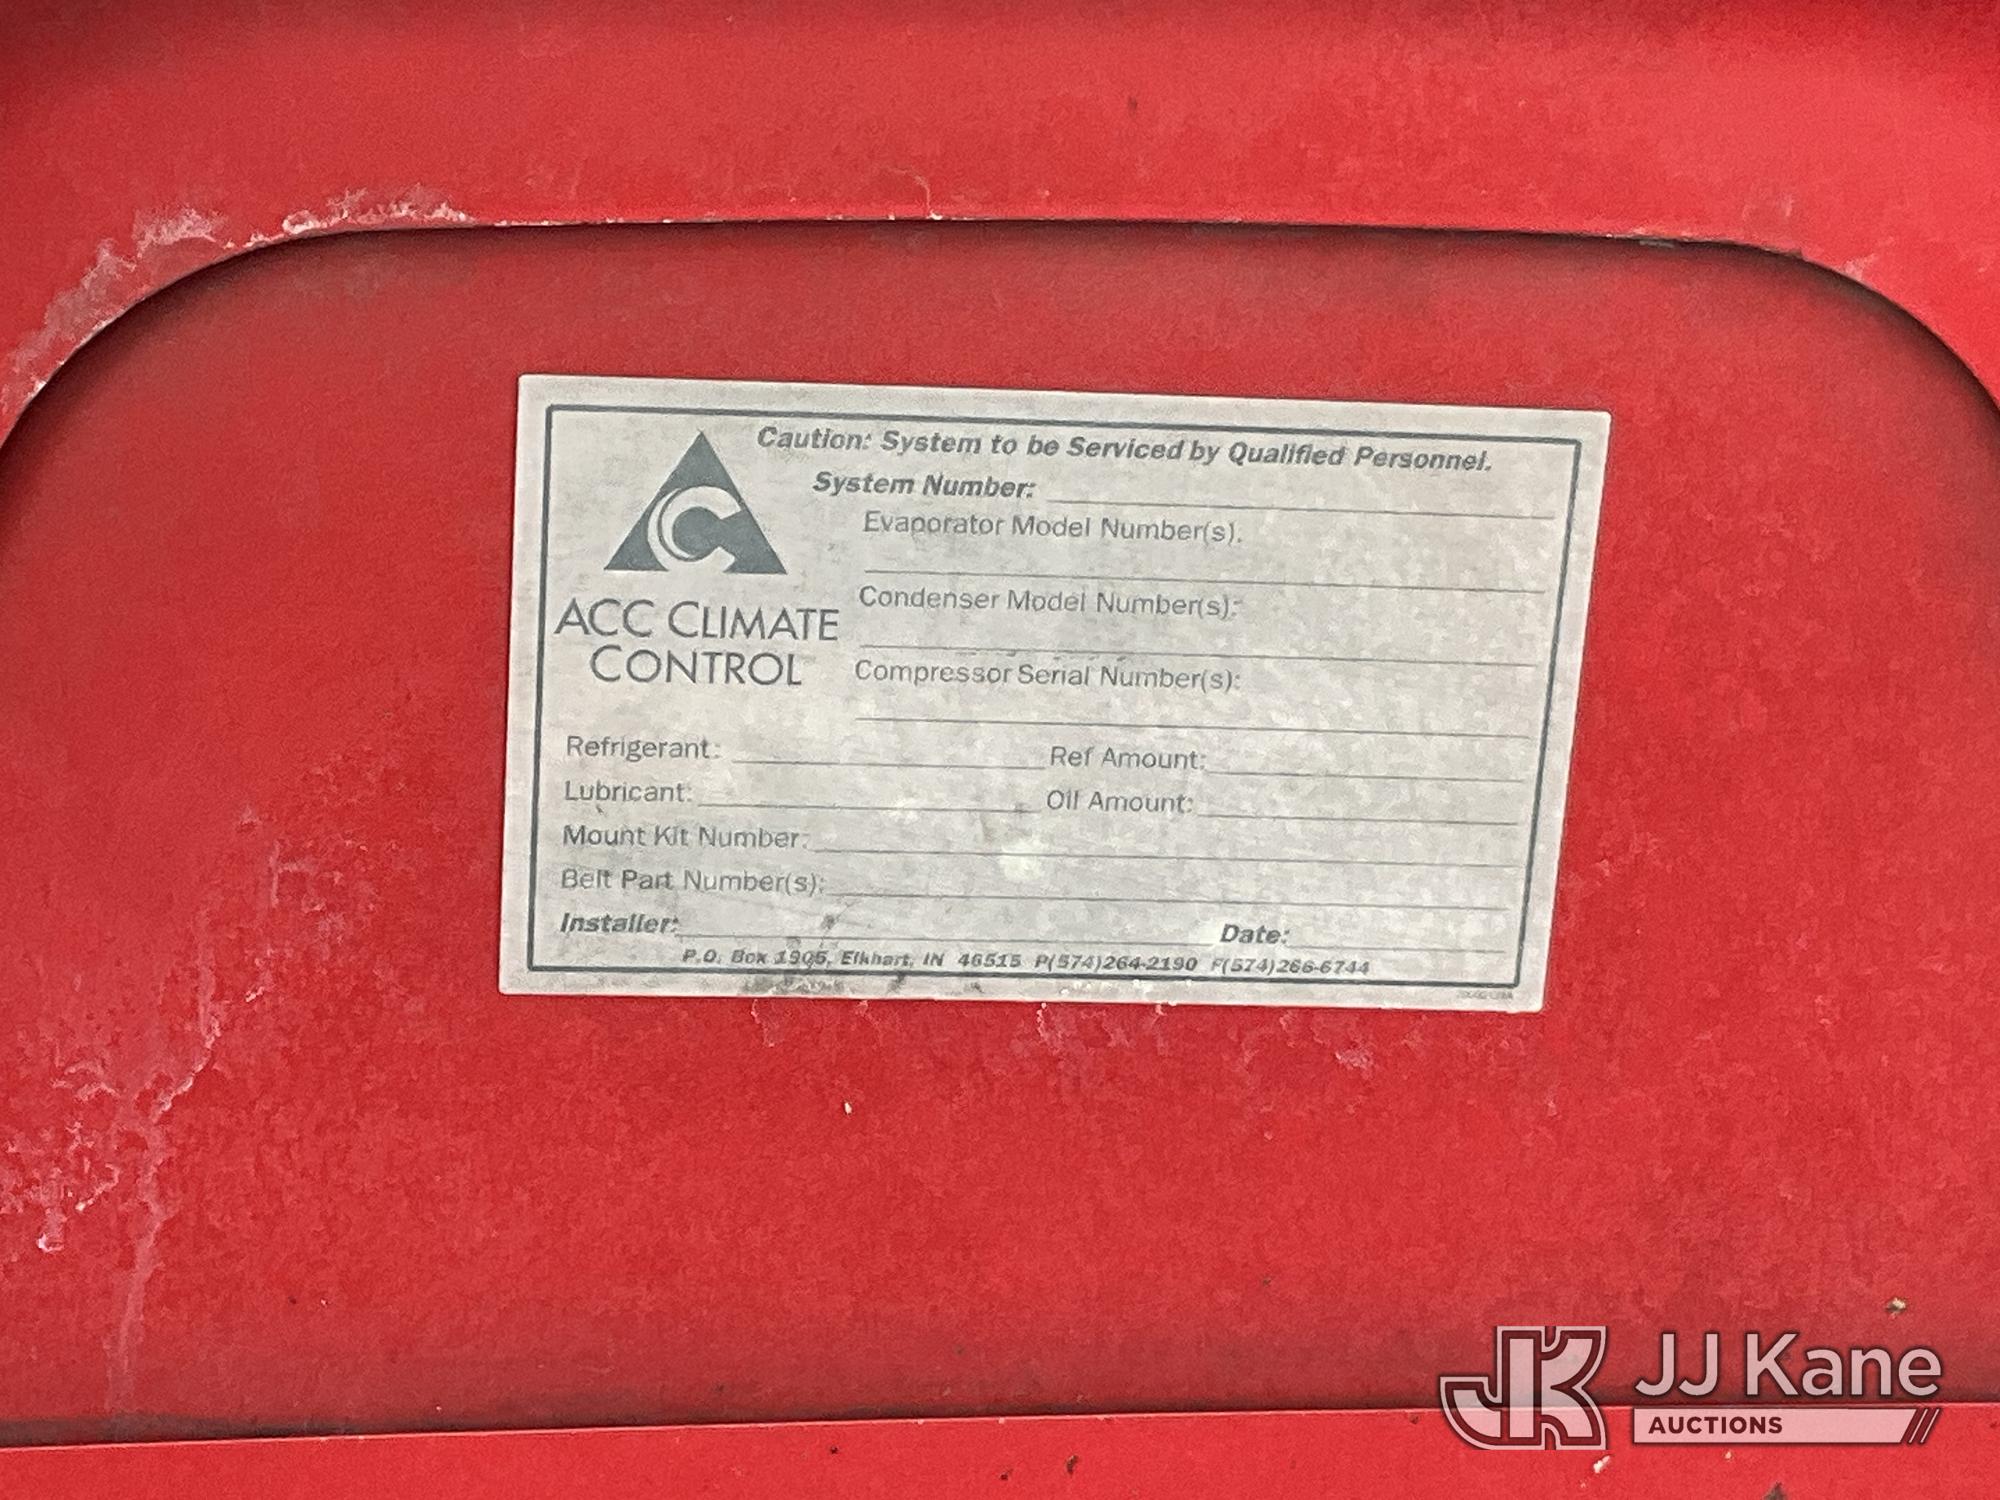 Caution: System to be Serviced by Qualified Personnel.
System Number:
Evaporator Model Number(s).
Condenser Model Number(s):
Compressor Serial Number(s):
ACC CLIMATE
CONTROL
Refrigerant: Ref Amount:
Lubricant: Oil Amount:
Mount Kit Number:
Belt Part Number(s):
Installer: Date:
P.O. Box 1905, Elkhart, IN 46515 P(574)264-2190 F(574)266-6744
JK JJ Kane
AUCTIONS